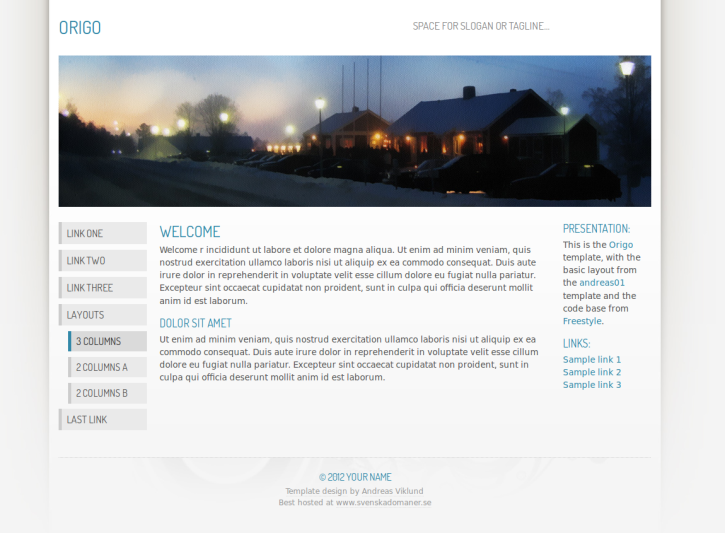 ORIGO
SPACE FOR SLOGAN OR TAGLINE...
LINK ONE
LINK TWO
LINK THREE
LAYOUTS
3 COLUMNS
2 COLUMNS A
2 COLUMNS B
LAST LINK
WELCOME
Welcome r incididunt ut labore et dolore magna aliqua. Ut enim ad minim veniam, quis
nostrud exercitation ullamco laboris nisi ut aliquip ex ea commodo consequat. Duis aute
irure dolor in reprehenderit in voluptate velit esse cillum dolore eu fugiat nulla pariatur.
Excepteur sint occaecat cupidatat non proident, sunt in culpa qui officia deserunt mollit
anim id est laborum.
DOLOR SIT AMET
Ut enim ad minim veniam, quis nostrud exercitation ullamco laboris nisi ut aliquip ex ea
commodo consequat. Duis aute irure dolor in reprehenderit in voluptate velit esse cillum
dolore eu fugiat nulla pariatur. Excepteur sint occaecat cupidatat non proident, sunt in
culpa qui officia deserunt mollit anim id est laborum.
PRESENTATION:
This is the Origo
template, with the
basic layout from
the andreas01
template and the
code base from
Freestyle.
LINKS:
Sample link 1
Sample link 2
Sample link 3
© 2012 YOUR NAME
Template design by Andreas Viklund
Best hosted at www.svenskadomaner.se